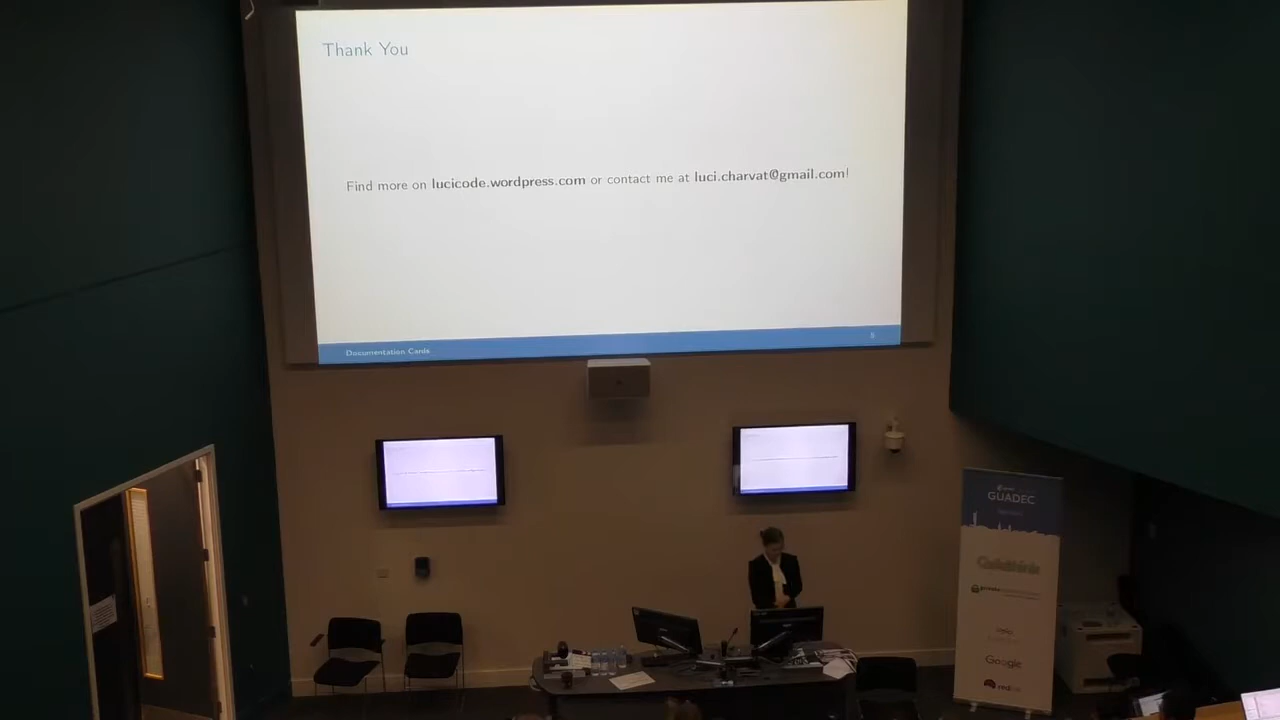 Thank You
Find more on lucicode.wordpress.com or contact me at luci.charvat@gmail.com!
Documentation Cards
GUADEC
Codethink
Google